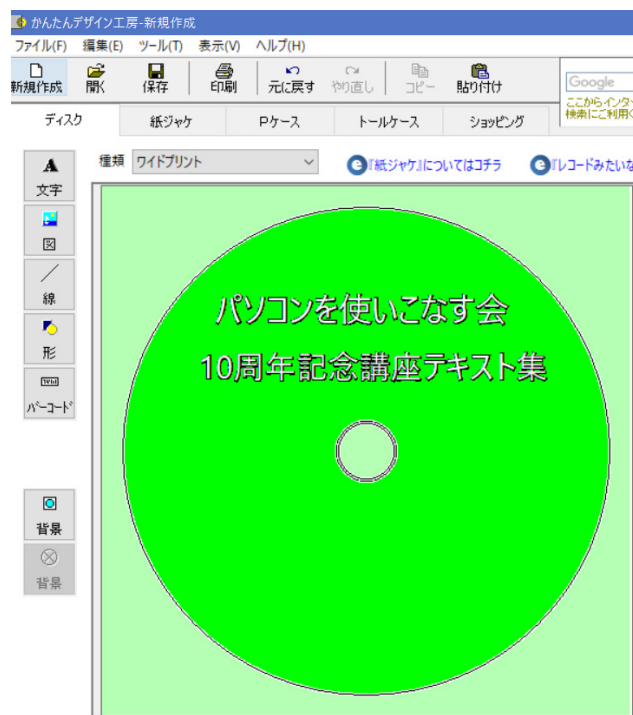 かんたんデザイン工房-新規作成
ファイル(F) 編集(E) ツール(T) 表示(V) ヘルプ(H)
新規作成 開く 保存 印刷 元に戻す やり直し コピー 貼り付け
Google
ここからインタ
検索にご利用く
ディスク 紙ジャケ Pケース トールケース ショッピング
種類 ワイドプリント 『紙ジャケ』についてはコチラ 『レコードみたいな
A
文字
図
線
形
バーコード
背景
背景
パソコンを使いこなす会
10周年記念講座テキスト集